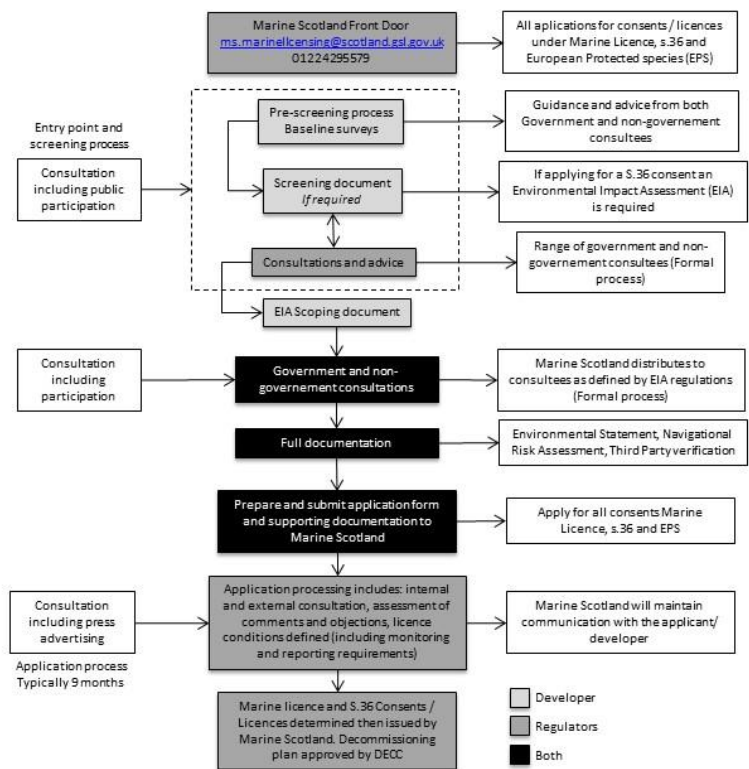 Marine Scotland Front Door
ms.marinellcensing@scotland.gsl.gov.uk
01224295579
All aplications for consents / licences
under Marine Licence, s.36 and
European Protected species (EPS)
Entry point and
screening process
Consultation
including public
participation
Pre-screening process
Baseline surveys
Guidance and advice from both
Government and non-governement
consultees
Screening document
If required
If applying for a S.36 consent an
Environmental Impact Assessment (EIA)
is required
Consultations and advice
Range of government and non-
governement consultees (Formal
process)
EIA Scoping document
Consultation
including
participation
Government and non-
governement consultations
Marine Scotland distributes to
consultees as defined by EIA regulations
(Formal process)
Full documentation
Environmental Statement, Navigational
Risk Assessment, Third Party verification
Prepare and submit application form
and supporting documentation to
Marine Scotland
Apply for all consents Marine
Licence, s.36 and EPS
Consultation
including press
advertising
Application process
Typically 9 months
Application processing includes: internal
and external consultation, assessment of
comments and objections, licence
conditions defined (including monitoring
and reporting requirements)
Marine Scotland will maintain
communication with the applicant/
developer
Marine licence and S.36 Consents /
Licences determined then issued by
Marine Scotland. Decommissioning
plan approved by DECC
Developer
Regulators
Both